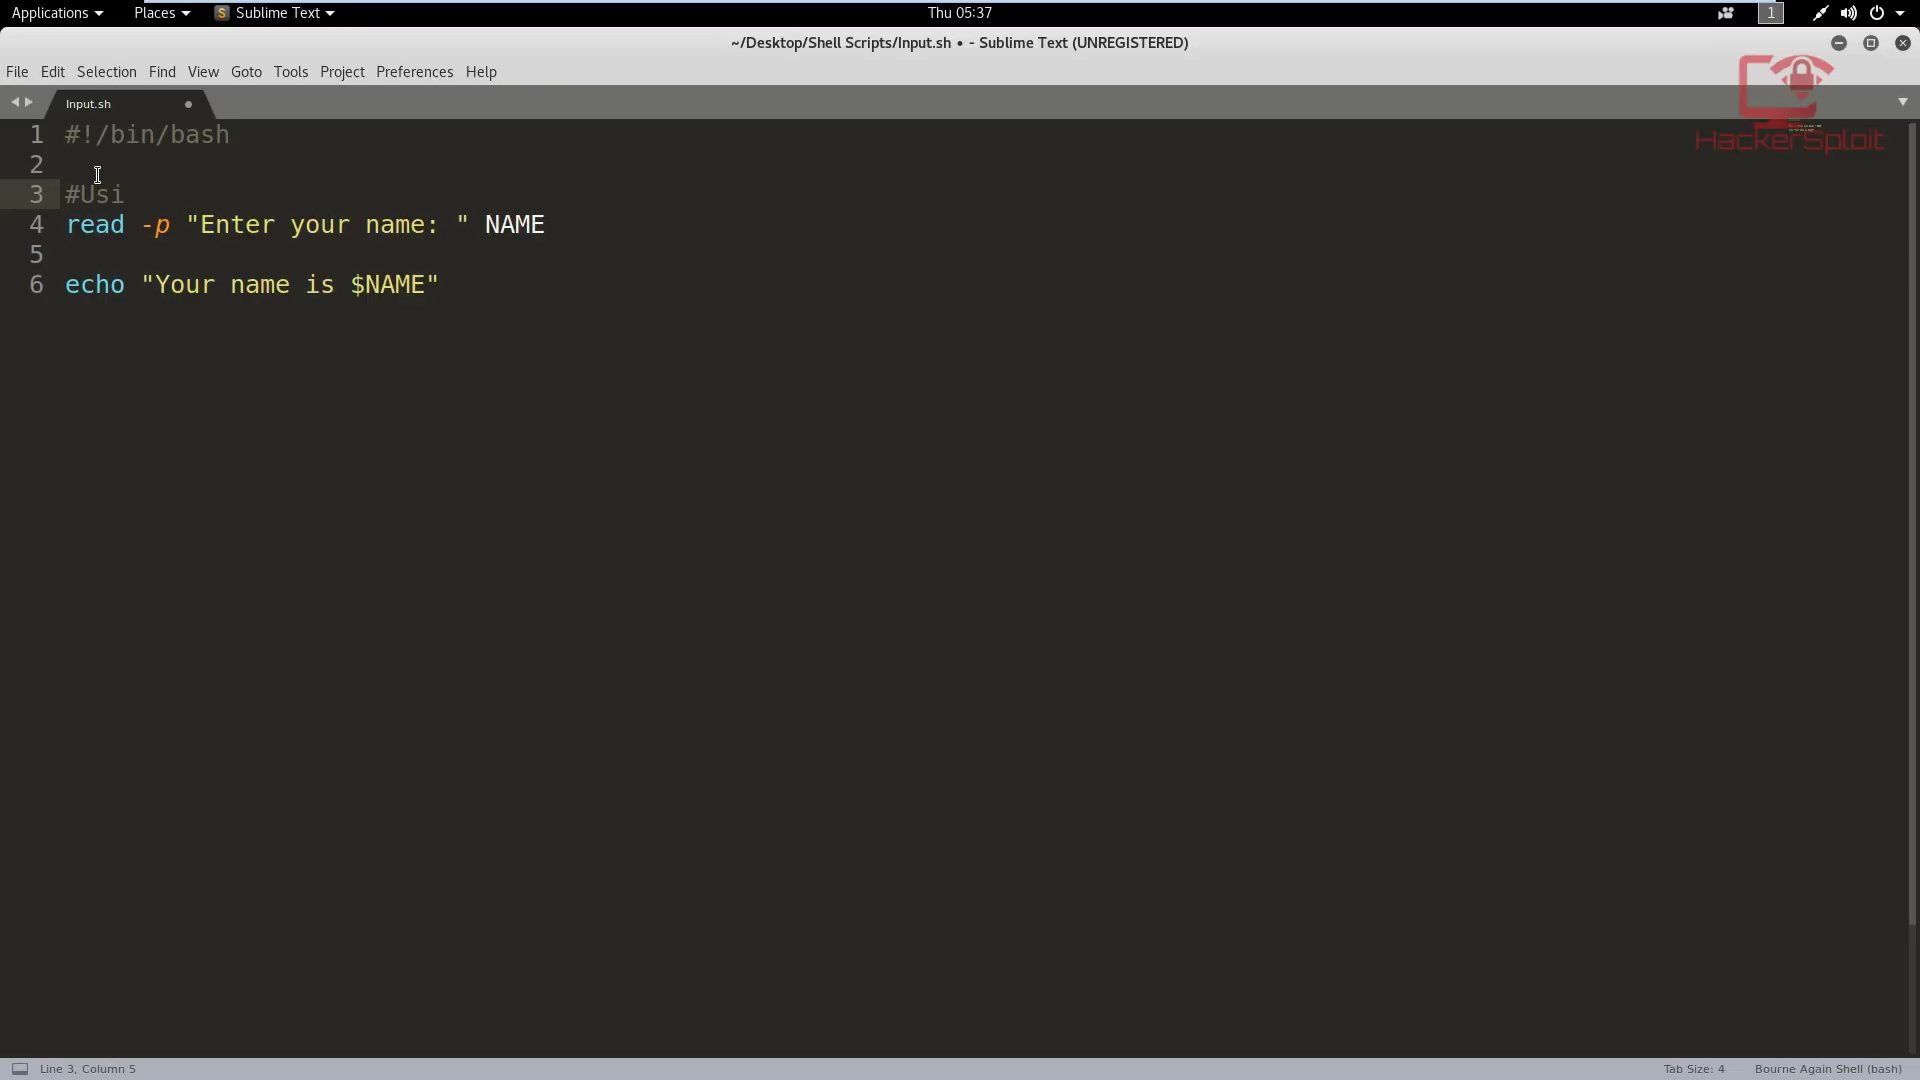 Applications Places Sublime Text Thu 05:37 1
~/Desktop/Shell Scripts/Input.sh • - Sublime Text (UNREGISTERED)
File Edit Selection Find View Goto Tools Project Preferences Help
Input.sh
HackerSploit
1 #!/bin/bash
2
3 #Usi
4 read -p "Enter your name: " NAME
5
6 echo "Your name is $NAME"
Line 3, Column 5 Tab Size: 4 Bourne Again Shell (bash)